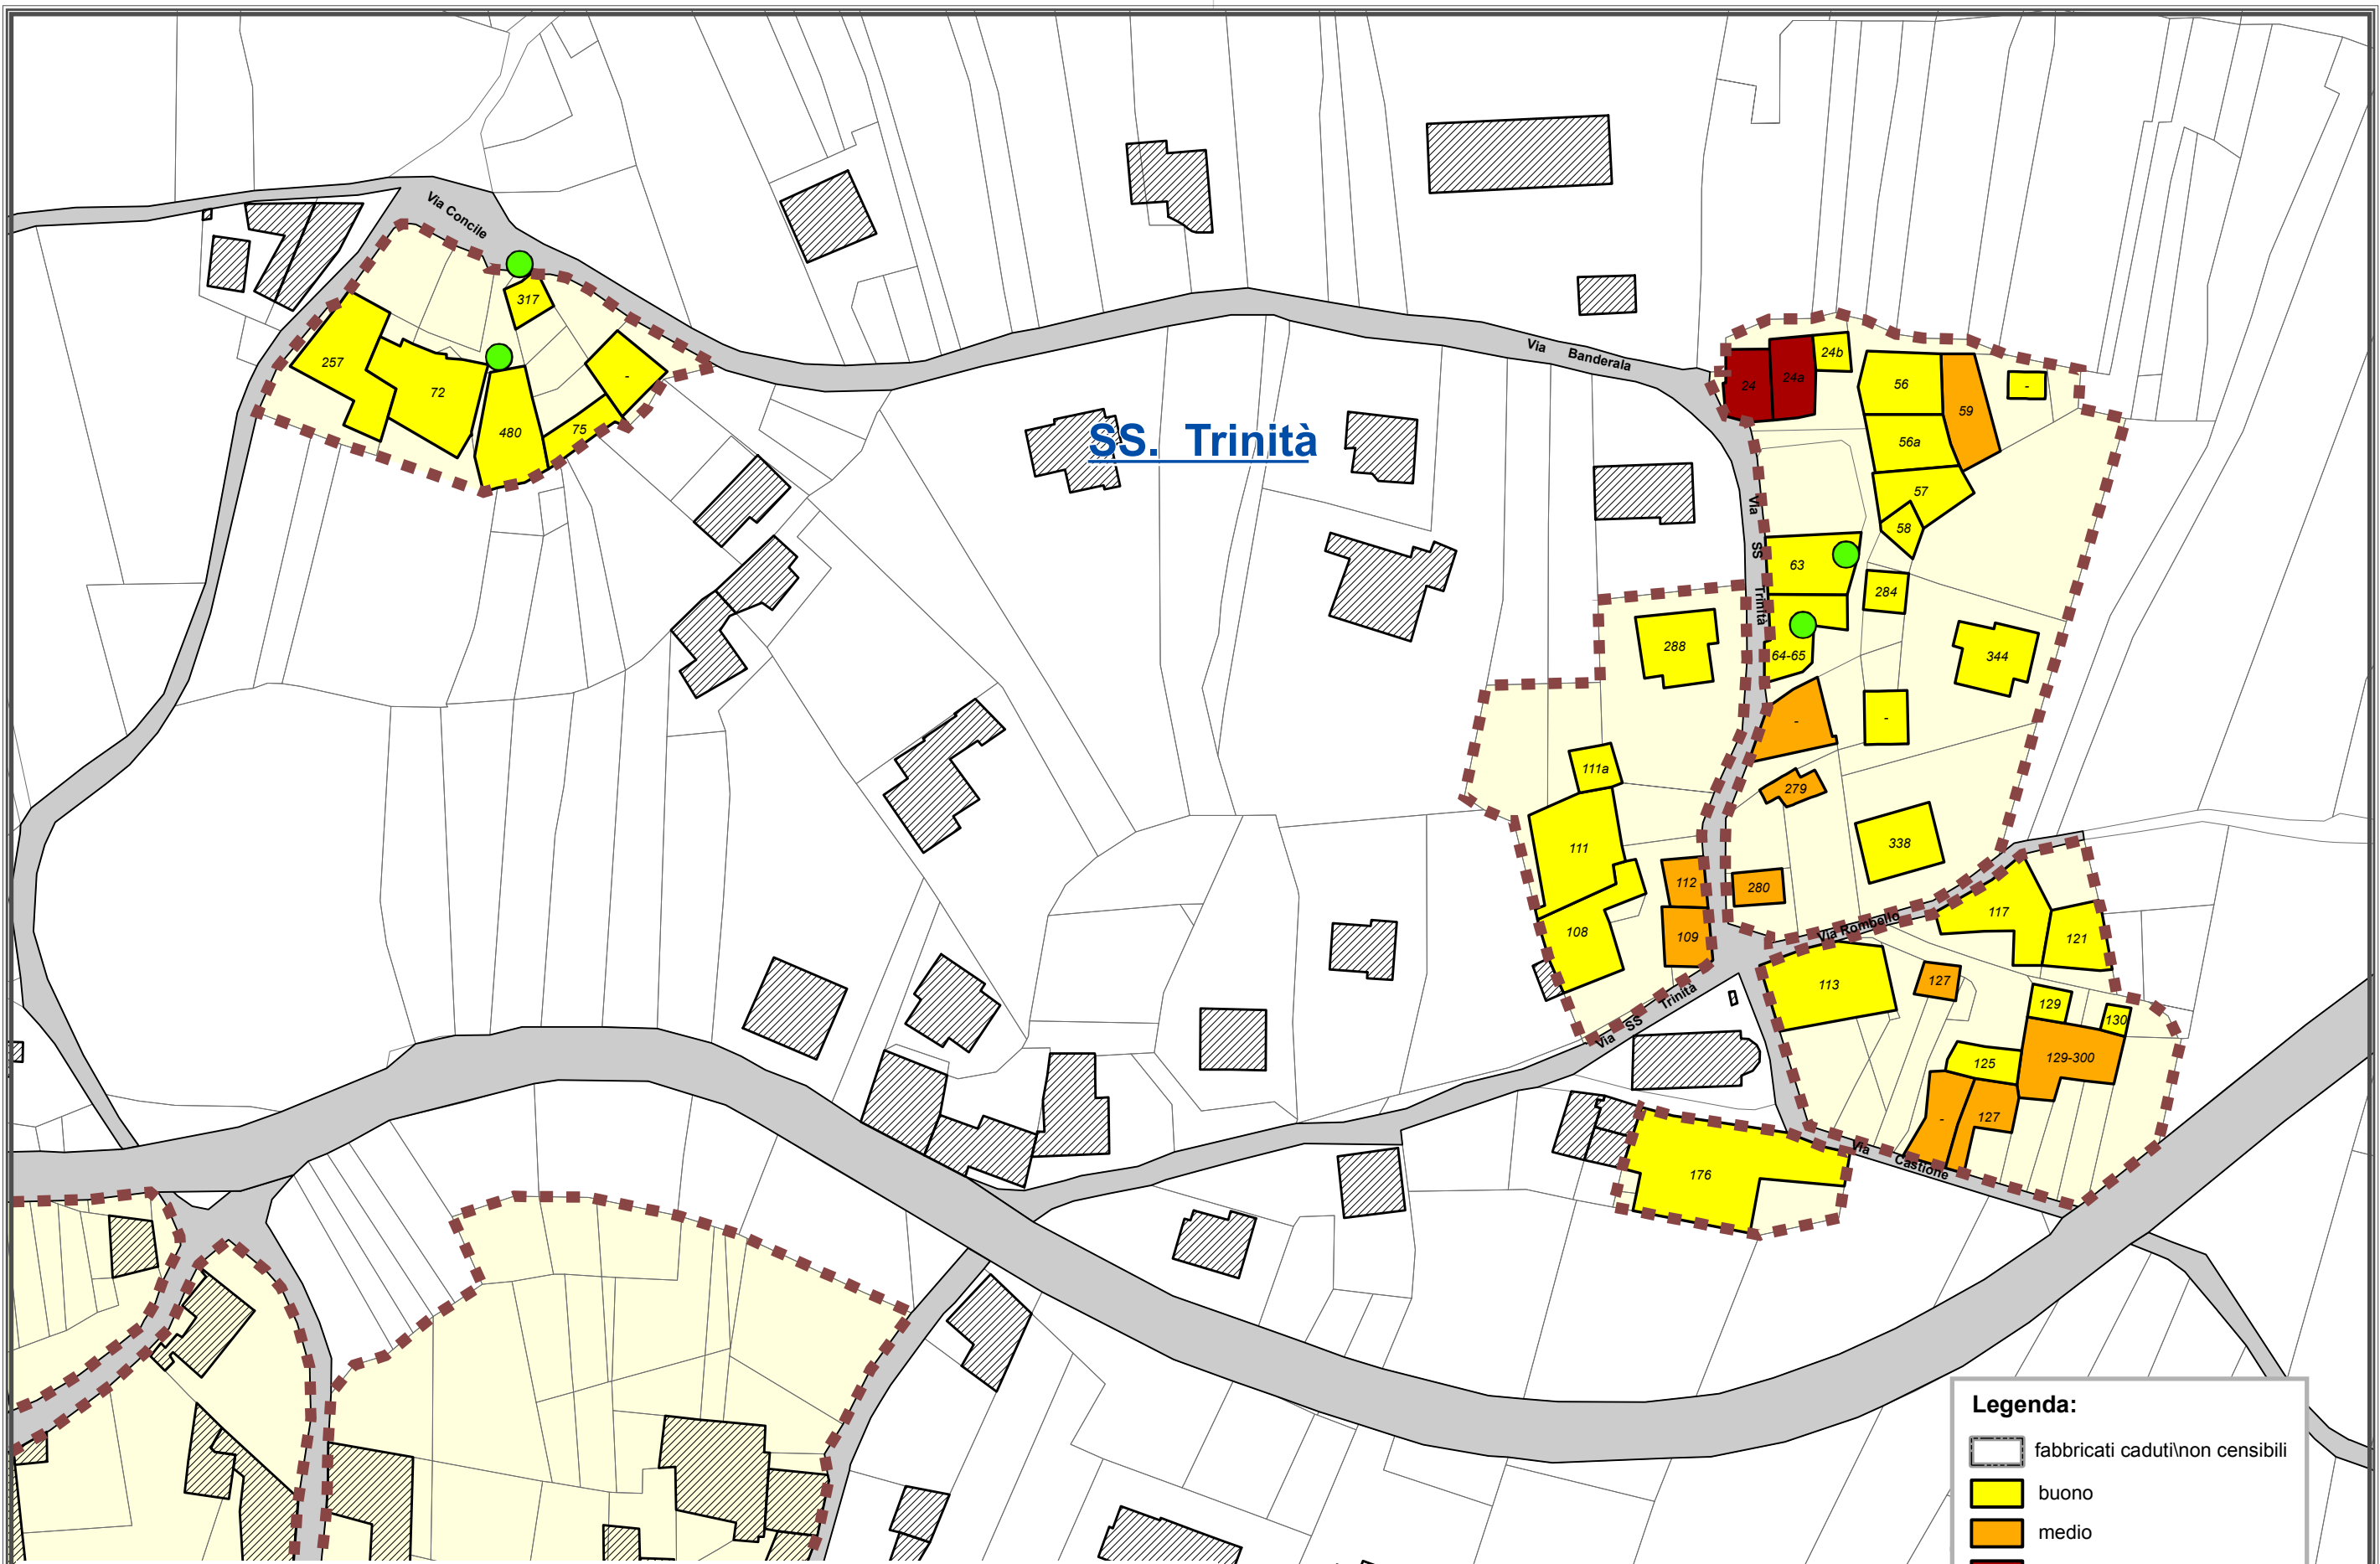 Via Concile
317
257
72
480
75
-
SS. Trinità
Via Banderala
24
24a
24b
56
59
-
56a
57
58
Via SS Trinità
63
284
64-65
288
344
-
-
111a
279
111
338
112
280
109
108
Via Rombello
117
121
113
127
129
130
Via SS Trinità
125
129-300
-
127
176
Via Castione
Legenda:
fabbricati caduti\non censibili
buono
medio